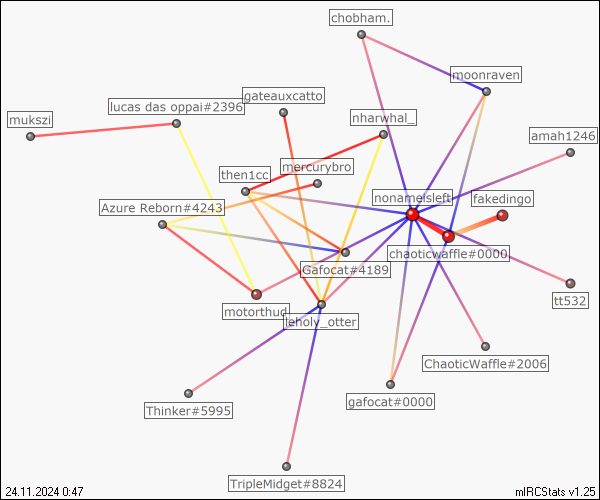 chobham.
moonraven
gateauxcatto
lucas das oppai#2396
mukszi
nharwhal_
amah1246
mercurybro
then1cc
nonameisleft
fakedingo
Azure Reborn#4243
chaoticwaffle#0000
Gafocat#4189
tt532
motorthud
leholy_otter
ChaoticWaffle#2006
gafocat#0000
Thinker#5995
TripleMidget#8824
24.11.2024 0:47
mIRCStats v1.25